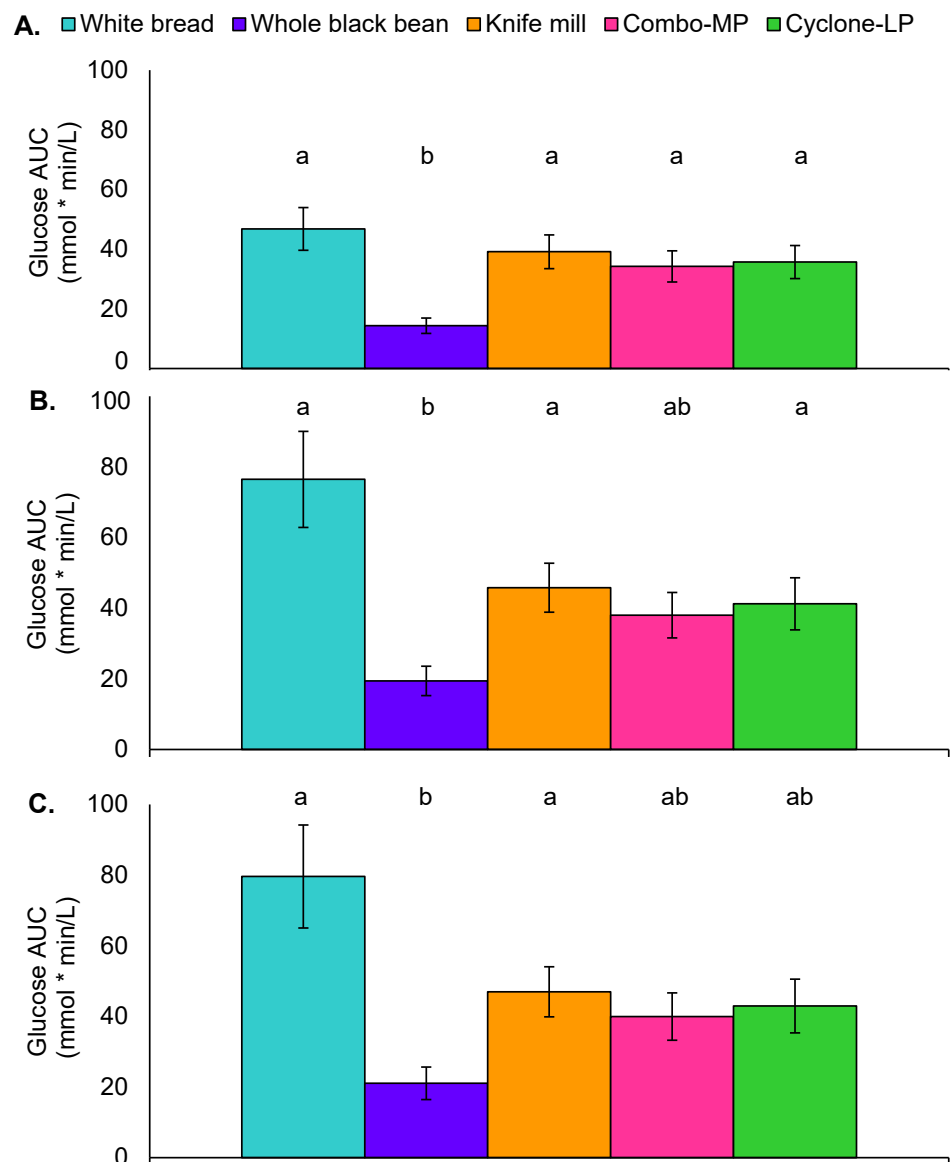 A. White bread Whole black bean Knife mill Combo-MP Cyclone-LP
100
80
60
40
20
0
Glucose AUC
(mmol * min/L)
a b a a a
B.
100
80
60
40
20
0
Glucose AUC
(mmol * min/L)
a b a ab a
C.
100
80
60
40
20
0
Glucose AUC
(mmol * min/L)
a b a ab ab